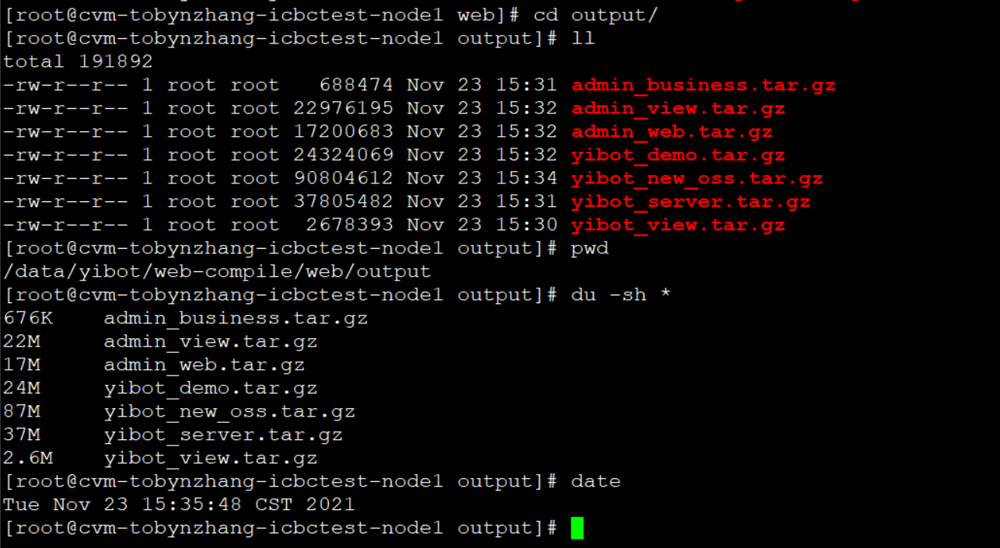 [root@cvm-tobynzhang-icbctest-node1 web]# cd output/
[root@cvm-tobynzhang-icbctest-node1 output]# ll
total 191892
-rw-r--r-- 1 root root   688474 Nov 23 15:31 admin_business.tar.gz
-rw-r--r-- 1 root root 22976195 Nov 23 15:32 admin_view.tar.gz
-rw-r--r-- 1 root root 17200683 Nov 23 15:32 admin_web.tar.gz
-rw-r--r-- 1 root root 24324069 Nov 23 15:32 yibot_demo.tar.gz
-rw-r--r-- 1 root root 90804612 Nov 23 15:34 yibot_new_oss.tar.gz
-rw-r--r-- 1 root root 37805482 Nov 23 15:31 yibot_server.tar.gz
-rw-r--r-- 1 root root  2678393 Nov 23 15:30 yibot_view.tar.gz
[root@cvm-tobynzhang-icbctest-node1 output]# pwd
/data/yibot/web-compile/web/output
[root@cvm-tobynzhang-icbctest-node1 output]# du -sh *
676K    admin_business.tar.gz
22M     admin_view.tar.gz
17M     admin_web.tar.gz
24M     yibot_demo.tar.gz
87M     yibot_new_oss.tar.gz
37M     yibot_server.tar.gz
2.6M    yibot_view.tar.gz
[root@cvm-tobynzhang-icbctest-node1 output]# date
Tue Nov 23 15:35:48 CST 2021
[root@cvm-tobynzhang-icbctest-node1 output]#